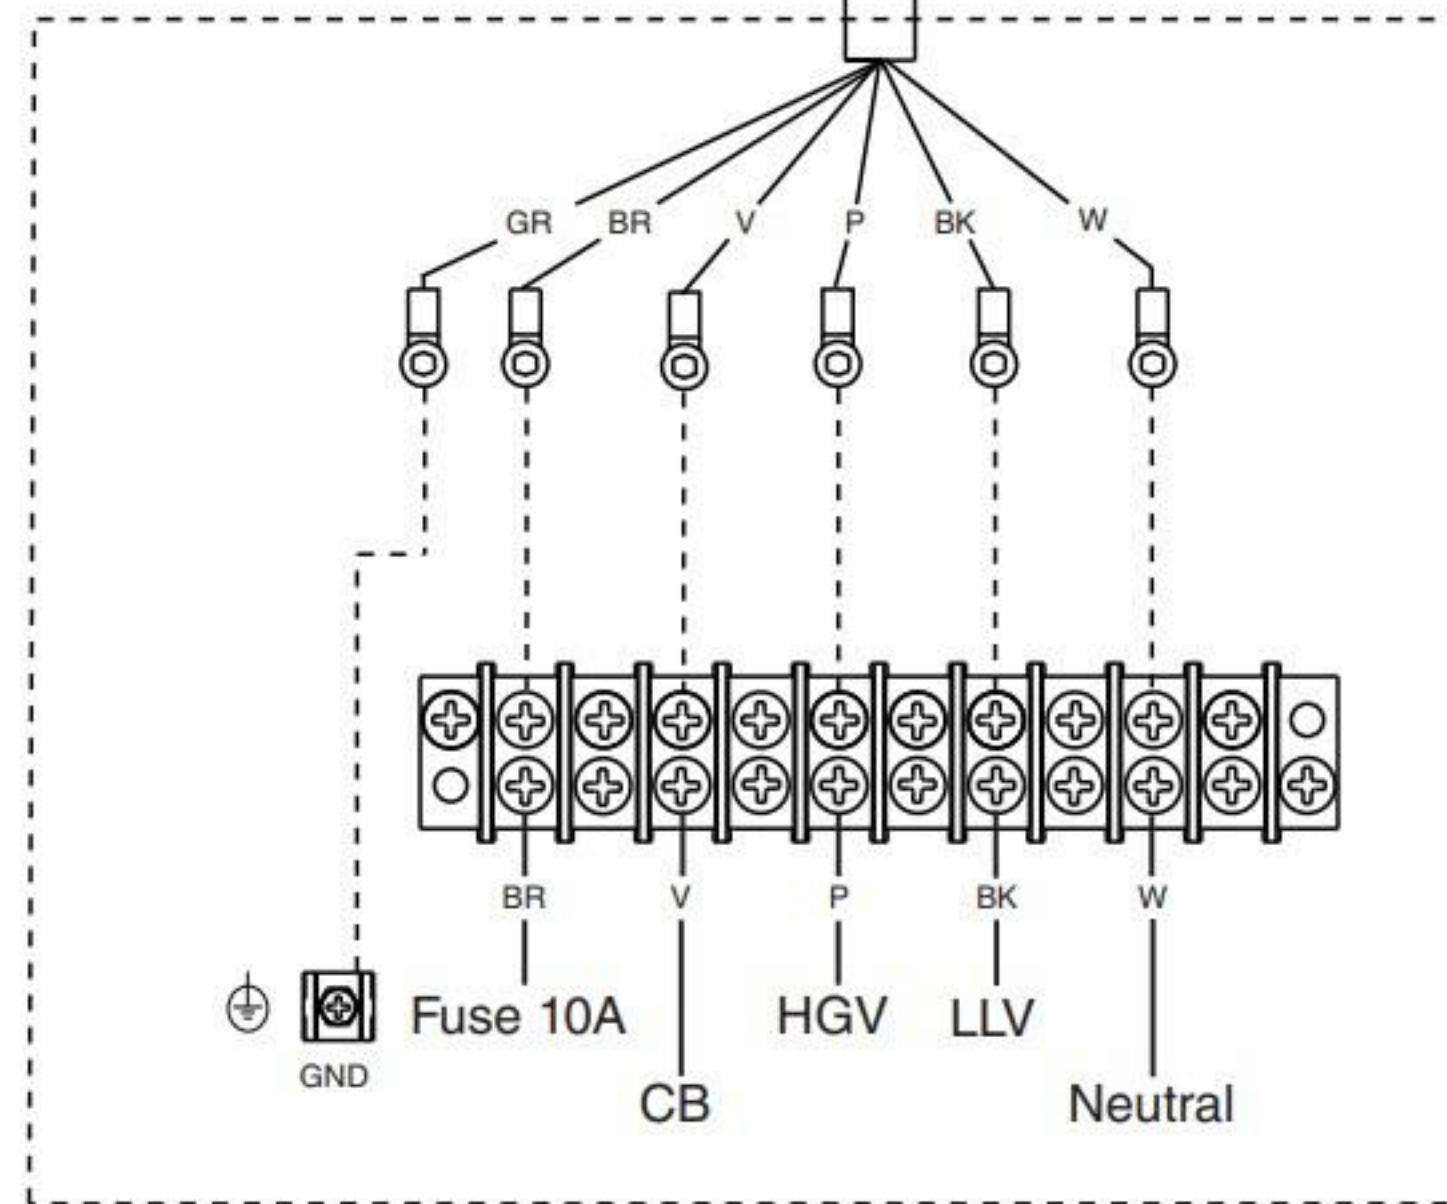 GR BR V P BK W
BR V P BK W
Fuse 10A HGV LLV
GND
CB Neutral